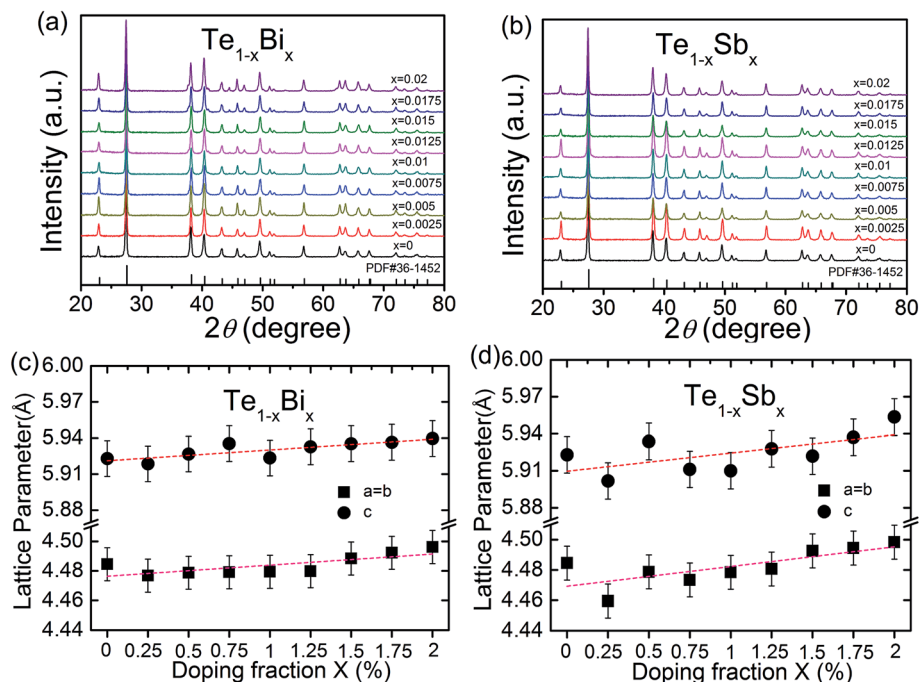 (a)
Te1-xBix
x=0.02
x=0.0175
x=0.015
x=0.0125
x=0.01
x=0.0075
x=0.005
x=0.0025
x=0
PDF#36-1452
Intensity (a.u.)
20 30 40 50 60 70 80
2θ (degree)
(b)
Te1-xSbx
x=0.02
x=0.0175
x=0.015
x=0.0125
x=0.01
x=0.0075
x=0.005
x=0.0025
x=0
PDF#36-1452
Intensity (a.u.)
20 30 40 50 60 70 80
2θ (degree)
(c)
Te1-xBix
6.00
5.97
5.94
5.91
5.88
4.50
4.48
4.46
4.44
Lattice Parameter(Å)
a=b
c
0 0.25 0.5 0.75 1 1.25 1.5 1.75 2
Doping fraction X (%)
(d)
Te1-xSbx
6.00
5.97
5.94
5.91
5.88
4.50
4.48
4.46
4.44
Lattice Parameter(Å)
a=b
c
0 0.25 0.5 0.75 1 1.25 1.5 1.75 2
Doping fraction X (%)